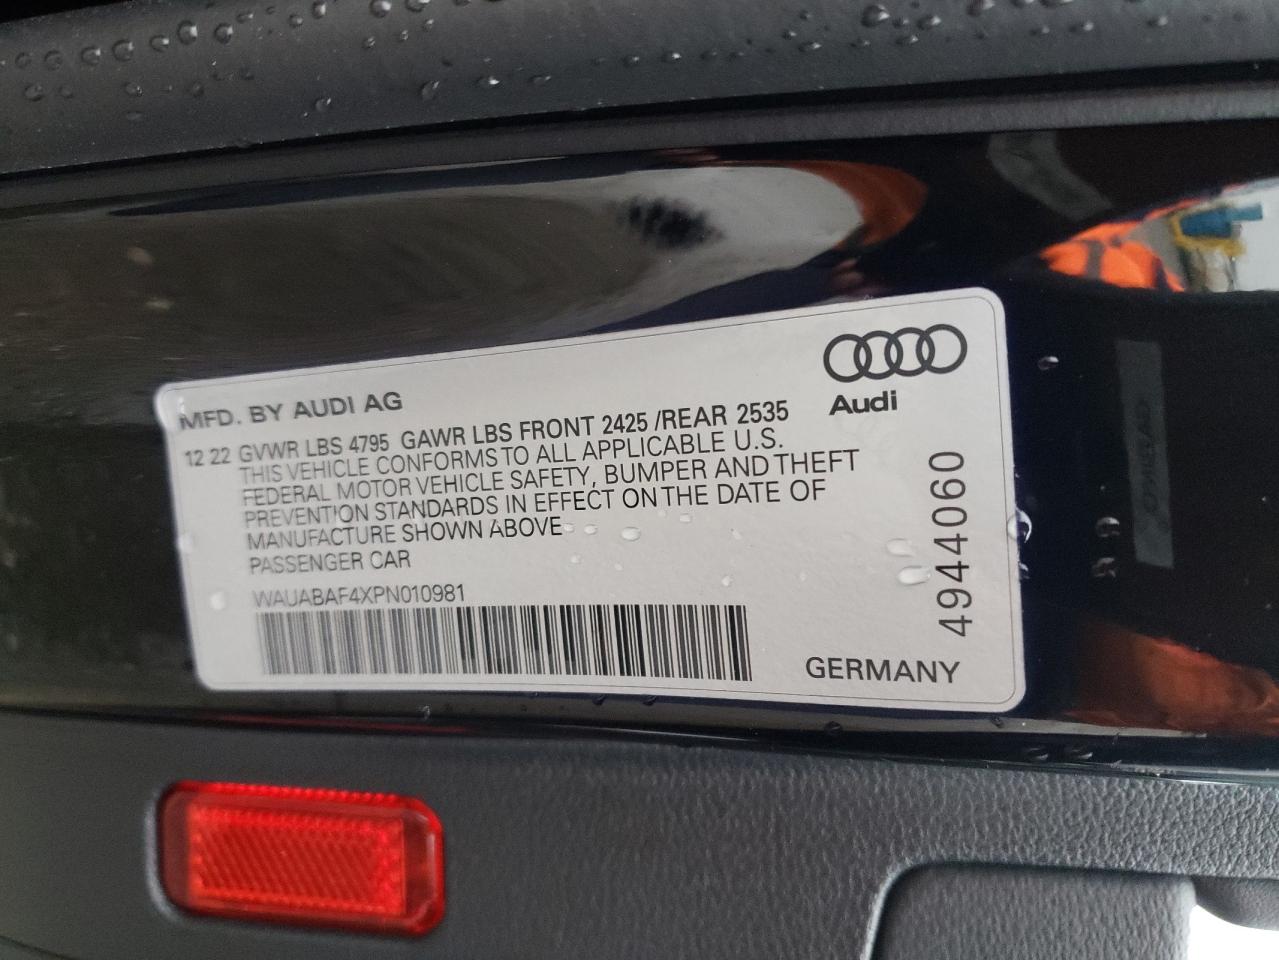 MFD. BY AUDI AG
Audi
12 22 GVWR LBS 4795 GAWR LBS FRONT 2425 /REAR 2535
THIS VEHICLE CONFORMS TO ALL APPLICABLE U.S.
FEDERAL MOTOR VEHICLE SAFETY, BUMPER AND THEFT
PREVENTION STANDARDS IN EFFECT ON THE DATE OF
MANUFACTURE SHOWN ABOVE
PASSENGER CAR
WAUABAF4XPN010981
GERMANY
49440060